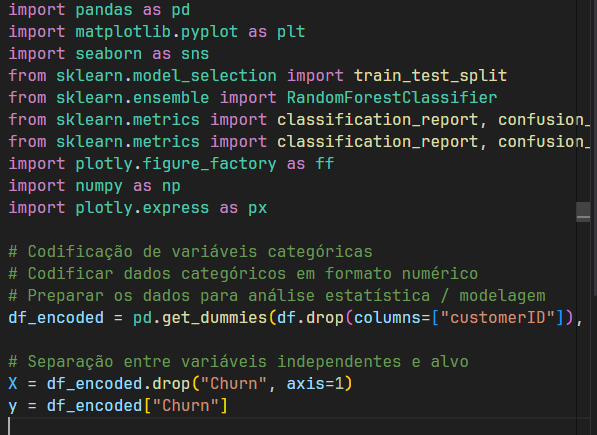 import pandas as pd
import matplotlib.pyplot as plt
import seaborn as sns
from sklearn.model_selection import train_test_split
from sklearn.ensemble import RandomForestClassifier
from sklearn.metrics import classification_report, confusion_
from sklearn.metrics import classification_report, confusion_
import plotly.figure_factory as ff
import numpy as np
import plotly.express as px
# Codificação de variáveis categóricas
# Codificar dados categóricos em formato numérico
# Preparar os dados para análise estatística / modelagem
df_encoded = pd.get_dummies(df.drop(columns=["customerID"]),
# Separação entre variáveis independentes e alvo
X = df_encoded.drop("Churn", axis=1)
y = df_encoded["Churn"]